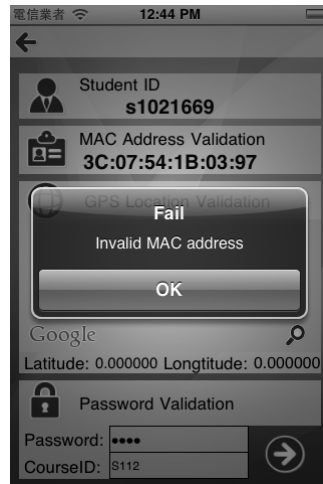 電信業者 12:44 PM
Student ID
s1021669
MAC Address Validation
3C:07:54:1B:03:97
GPS Location Validation
Fail
Invalid MAC address
OK
Google
Latitude: 0.000000 Longtitude: 0.000000
Password Validation
Password: ••••
CourseID: S112